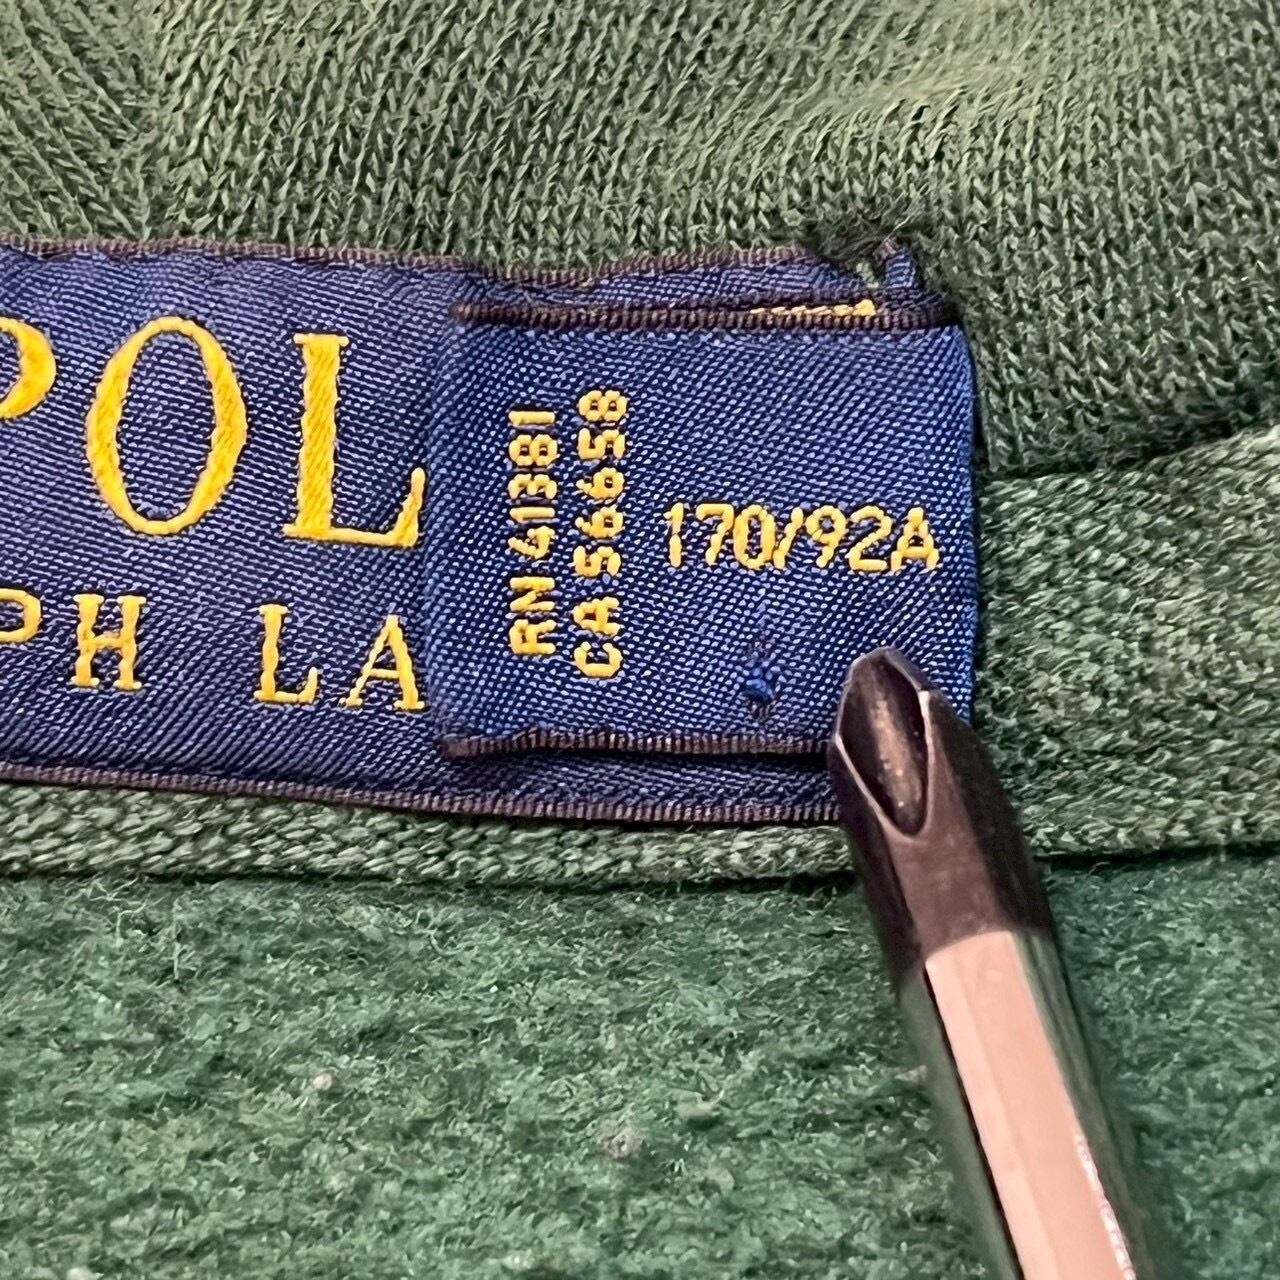 POL
PH LA
RN 41381
CA 56658
170/92A